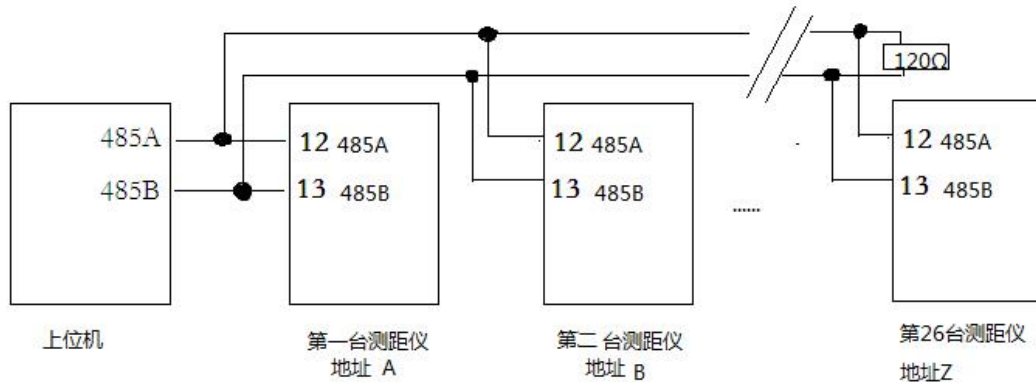 120Ω
485A
485B
12 485A
13 485B
12 485A
13 485B
......
12 485A
13 485B
上位机
第一台测距仪
地址 A
第二 台测距仪
地址 B
第26台测距仪
地址Z